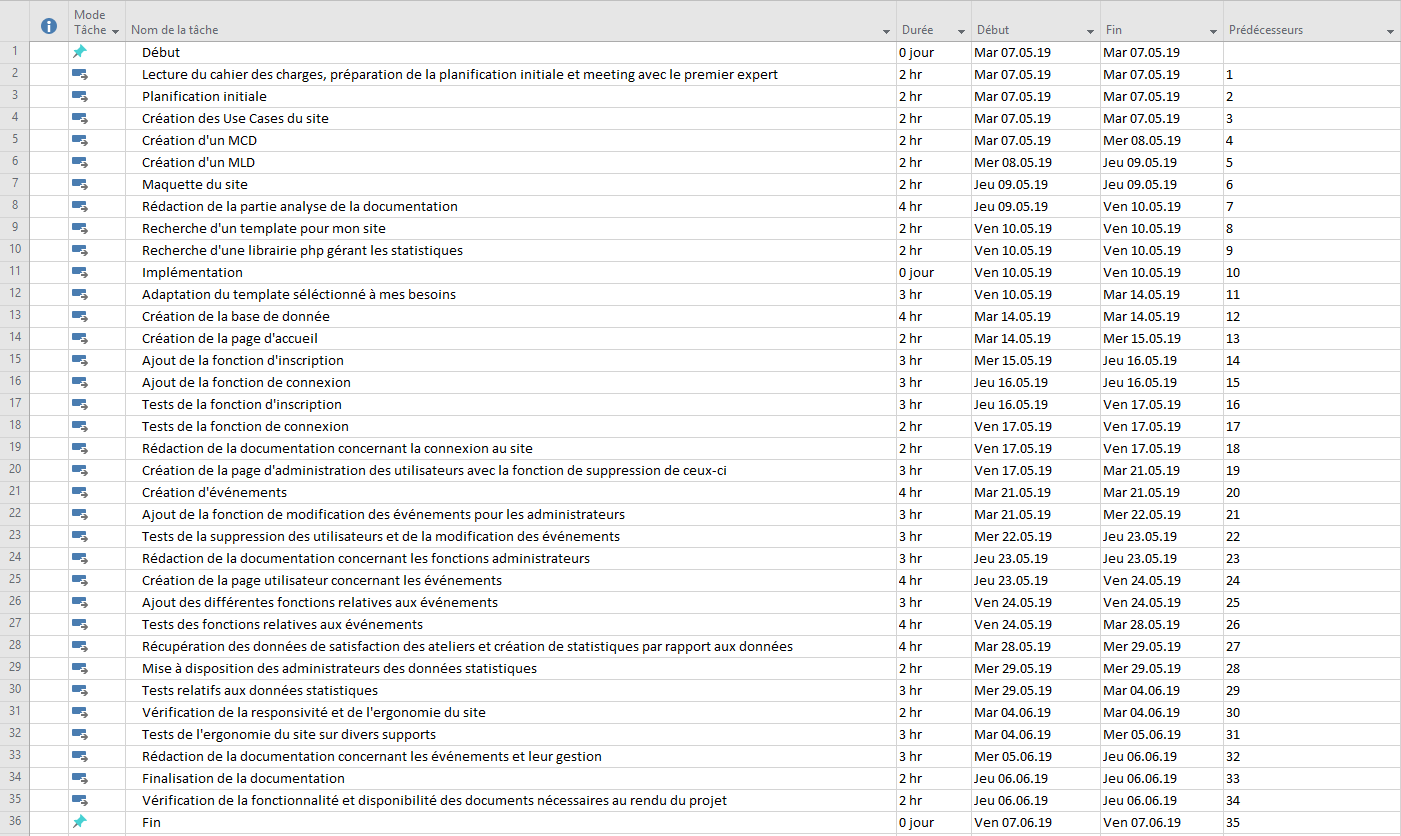 Mode Tâche Nom de la tâche Durée Début Fin Prédécesseurs
1 Début 0 jour Mar 07.05.19 Mar 07.05.19
2 Lecture du cahier des charges, préparation de la planification initiale et meeting avec le premier expert 2 hr Mar 07.05.19 Mar 07.05.19 1
3 Planification initiale 2 hr Mar 07.05.19 Mar 07.05.19 2
4 Création des Use Cases du site 2 hr Mar 07.05.19 Mar 07.05.19 3
5 Création d'un MCD 2 hr Mar 07.05.19 Mer 08.05.19 4
6 Création d'un MLD 2 hr Mer 08.05.19 Jeu 09.05.19 5
7 Maquette du site 2 hr Jeu 09.05.19 Jeu 09.05.19 6
8 Rédaction de la partie analyse de la documentation 4 hr Jeu 09.05.19 Ven 10.05.19 7
9 Recherche d'un template pour mon site 2 hr Ven 10.05.19 Ven 10.05.19 8
10 Recherche d'une librairie php gérant les statistiques 2 hr Ven 10.05.19 Ven 10.05.19 9
11 Implémentation 0 jour Ven 10.05.19 Ven 10.05.19 10
12 Adaptation du template séléctionné à mes besoins 3 hr Ven 10.05.19 Mar 14.05.19 11
13 Création de la base de donnée 4 hr Mar 14.05.19 Mar 14.05.19 12
14 Création de la page d'accueil 2 hr Mar 14.05.19 Mer 15.05.19 13
15 Ajout de la fonction d'inscription 3 hr Mer 15.05.19 Jeu 16.05.19 14
16 Ajout de la fonction de connexion 3 hr Jeu 16.05.19 Jeu 16.05.19 15
17 Tests de la fonction d'inscription 3 hr Jeu 16.05.19 Ven 17.05.19 16
18 Tests de la fonction de connexion 2 hr Ven 17.05.19 Ven 17.05.19 17
19 Rédaction de la documentation concernant la connexion au site 2 hr Ven 17.05.19 Ven 17.05.19 18
20 Création de la page d'administration des utilisateurs avec la fonction de suppression de ceux-ci 3 hr Ven 17.05.19 Mar 21.05.19 19
21 Création d'événements 4 hr Mar 21.05.19 Mar 21.05.19 20
22 Ajout de la fonction de modification des événements pour les administrateurs 3 hr Mar 21.05.19 Mer 22.05.19 21
23 Tests de la suppression des utilisateurs et de la modification des événements 3 hr Mer 22.05.19 Jeu 23.05.19 22
24 Rédaction de la documentation concernant les fonctions administrateurs 3 hr Jeu 23.05.19 Jeu 23.05.19 23
25 Création de la page utilisateur concernant les événements 4 hr Jeu 23.05.19 Ven 24.05.19 24
26 Ajout des différentes fonctions relatives aux événements 3 hr Ven 24.05.19 Ven 24.05.19 25
27 Tests des fonctions relatives aux événements 4 hr Ven 24.05.19 Mar 28.05.19 26
28 Récupération des données de satisfaction des ateliers et création de statistiques par rapport aux données 4 hr Mar 28.05.19 Mer 29.05.19 27
29 Mise à disposition des administrateurs des données statistiques 2 hr Mer 29.05.19 Mer 29.05.19 28
30 Tests relatifs aux données statistiques 3 hr Mer 29.05.19 Mar 04.06.19 29
31 Vérification de la responsivité et de l'ergonomie du site 2 hr Mar 04.06.19 Mar 04.06.19 30
32 Tests de l'ergonomie du site sur divers supports 3 hr Mar 04.06.19 Mer 05.06.19 31
33 Rédaction de la documentation concernant les événements et leur gestion 3 hr Mer 05.06.19 Jeu 06.06.19 32
34 Finalisation de la documentation 2 hr Jeu 06.06.19 Jeu 06.06.19 33
35 Vérification de la fonctionnalité et disponibilité des documents nécessaires au rendu du projet 2 hr Jeu 06.06.19 Jeu 06.06.19 34
36 Fin 0 jour Ven 07.06.19 Ven 07.06.19 35